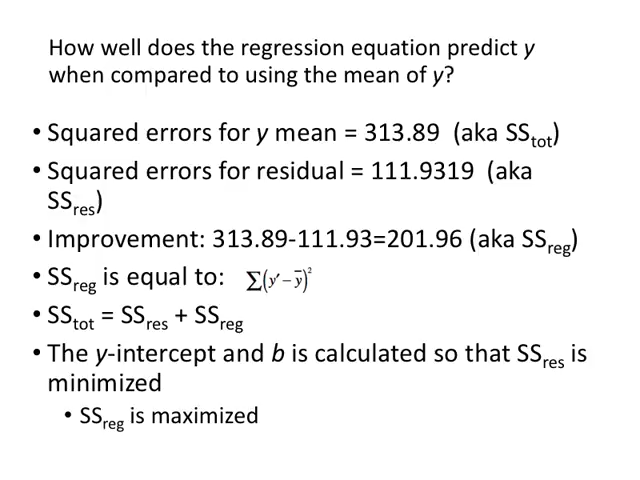 How well does the regression equation predict y
when compared to using the mean of y?
• Squared errors for y mean = 313.89 (aka SStot)
• Squared errors for residual = 111.9319 (aka
SSres)
• Improvement: 313.89-111.93=201.96 (aka SSreg)
• SSreg is equal to: ∑(y′ − ȳ)²
• SStot = SSres + SSreg
• The y-intercept and b is calculated so that SSres is
minimized
• SSreg is maximized